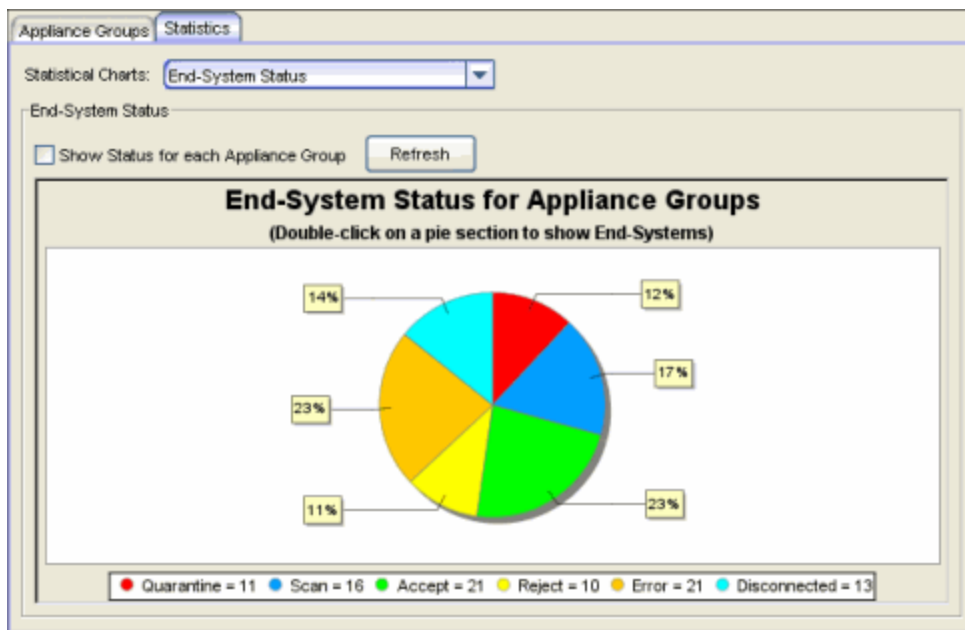 Appliance Groups Statistics
Statistical Charts: End-System Status
End-System Status
Show Status for each Appliance Group Refresh
End-System Status for Appliance Groups
(Double-click on a pie section to show End-Systems)
14% 12%
17%
23%
11% 23%
Quarantine = 11 Scan = 16 Accept = 21 Reject = 10 Error = 21 Disconnected = 13